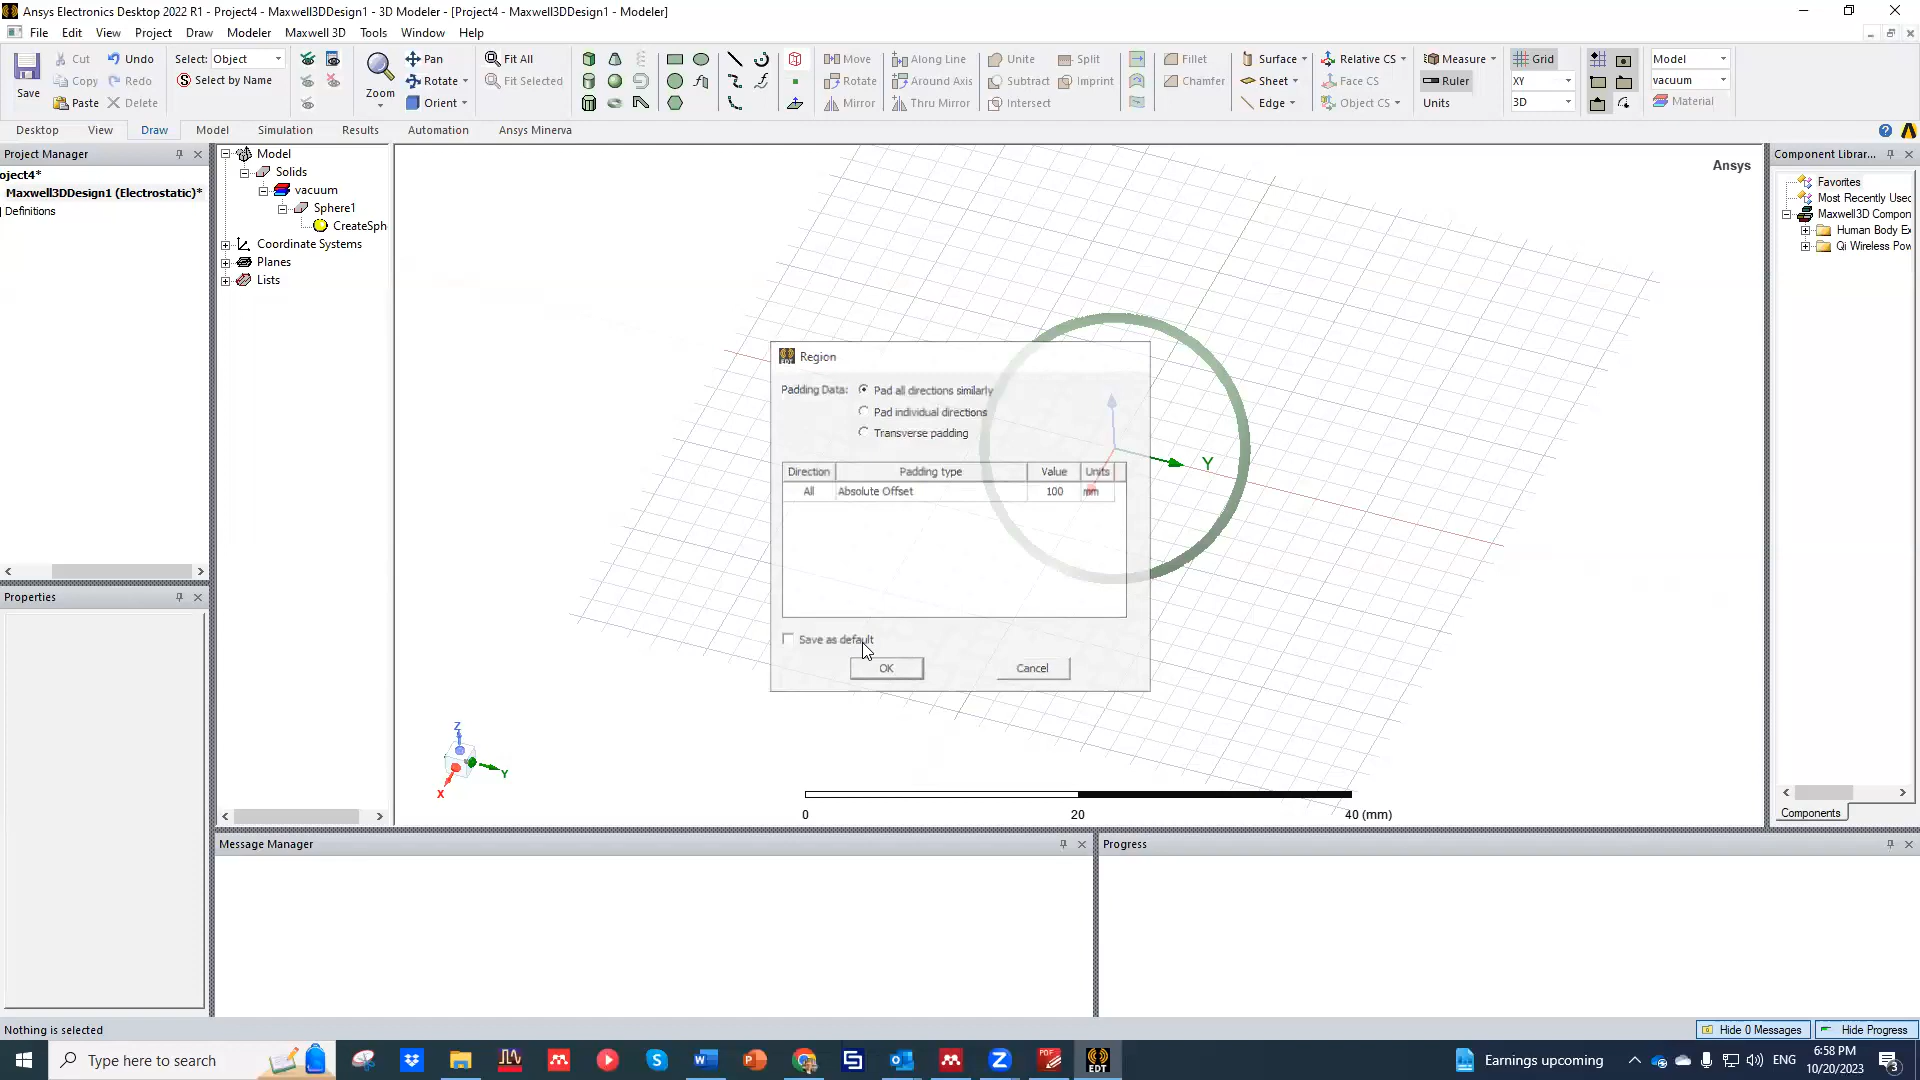 Ansys Electronics Desktop 2022 R1 - Project4 - Maxwell3DDesign1 - 3D Modeler - [Project4 - Maxwell3DDesign1 - Modeler]
File Edit View Project Draw Modeler Maxwell 3D Tools Window Help
Save
Cut Undo
Copy Redo
Paste Delete
Select: Object
Select by Name
Zoom
Pan
Rotate
Orient
Fit All
Fit Selected
Move Along Line
Rotate Around Axis
Mirror Thru Mirror
Unite Split
Subtract Imprint
Intersect
Fillet
Chamfer
Surface
Sheet
Edge
Relative CS
Face CS
Object CS
Measure
Ruler
Units
Grid
XY
3D
Model
vacuum
Material
Desktop View Draw Model Simulation Results Automation Ansys Minerva
Project Manager
oject4*
Maxwell3DDesign1 (Electrostatic)*
Definitions
Properties
Model
Solids
vacuum
Sphere1
CreateSph
Coordinate Systems
Planes
Lists
Ansys
Region
Padding Data: Pad all directions similarly
Pad individual directions
Transverse padding
Direction Padding type Value Units
All Absolute Offset 100 mm
Save as default
OK Cancel
Y
Z
Y
X
0 20 40 (mm)
Component Librar...
Favorites
Most Recently Used
Maxwell3D Compon
Human Body Ex
Qi Wireless Pow
Components
Message Manager
Progress
Nothing is selected
Hide 0 Messages Hide Progress
Type here to search
Earnings upcoming
ENG
6:58 PM
10/20/2023
3